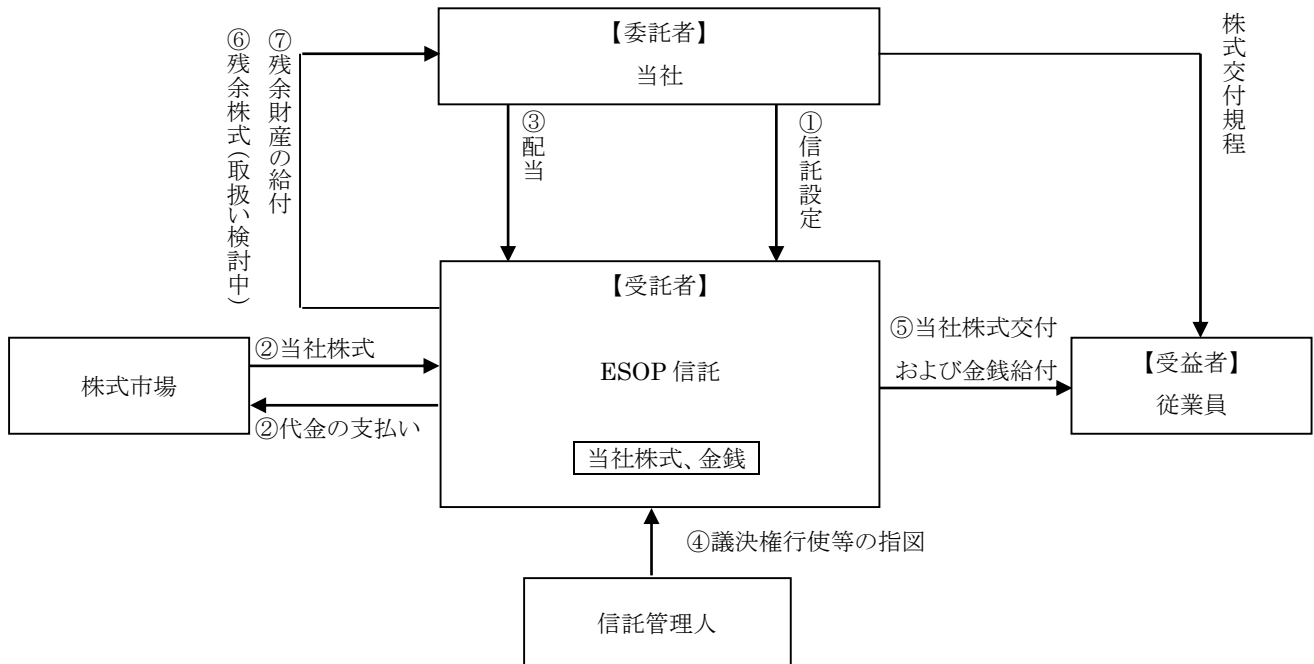 【委託者】
当社
⑥残余株式(取扱い検討中)
⑦残余財産の給付
③配当
①信託設定
株式交付規程
【受託者】
ESOP 信託
当社株式、金銭
株式市場
②当社株式
②代金の支払い
⑤当社株式交付
および金銭給付
【受益者】
従業員
④議決権行使等の指図
信託管理人